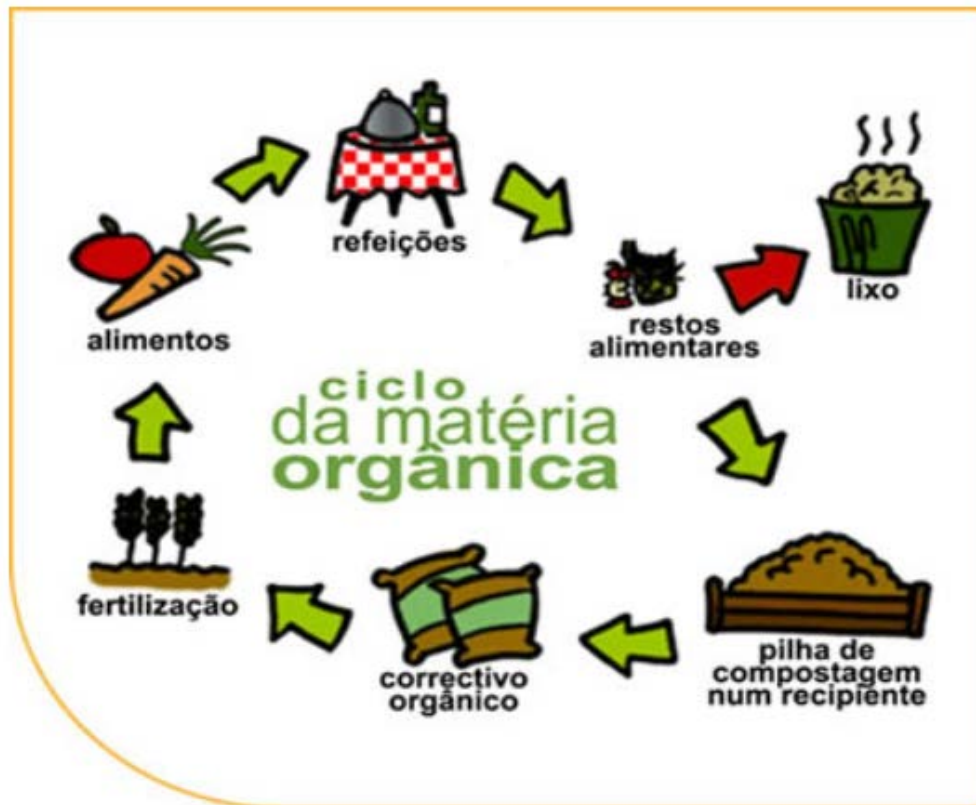 refeições
lixo
alimentos
restos
alimentares
ciclo
da matéria
orgânica
fertilização
correctivo
orgânico
pilha de
compostagem
num recipiente